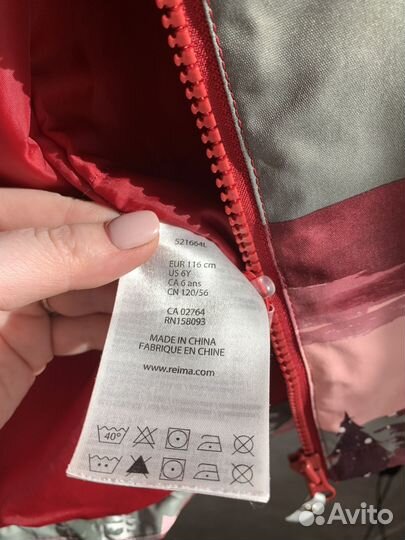 521664L
EUR 116 cm
US 6Y
CA 6 ans
CN 120/56
CA 02764
RN158093
MADE IN CHINA
FABRIQUE EN CHINE
www.reima.com
40°
Avito